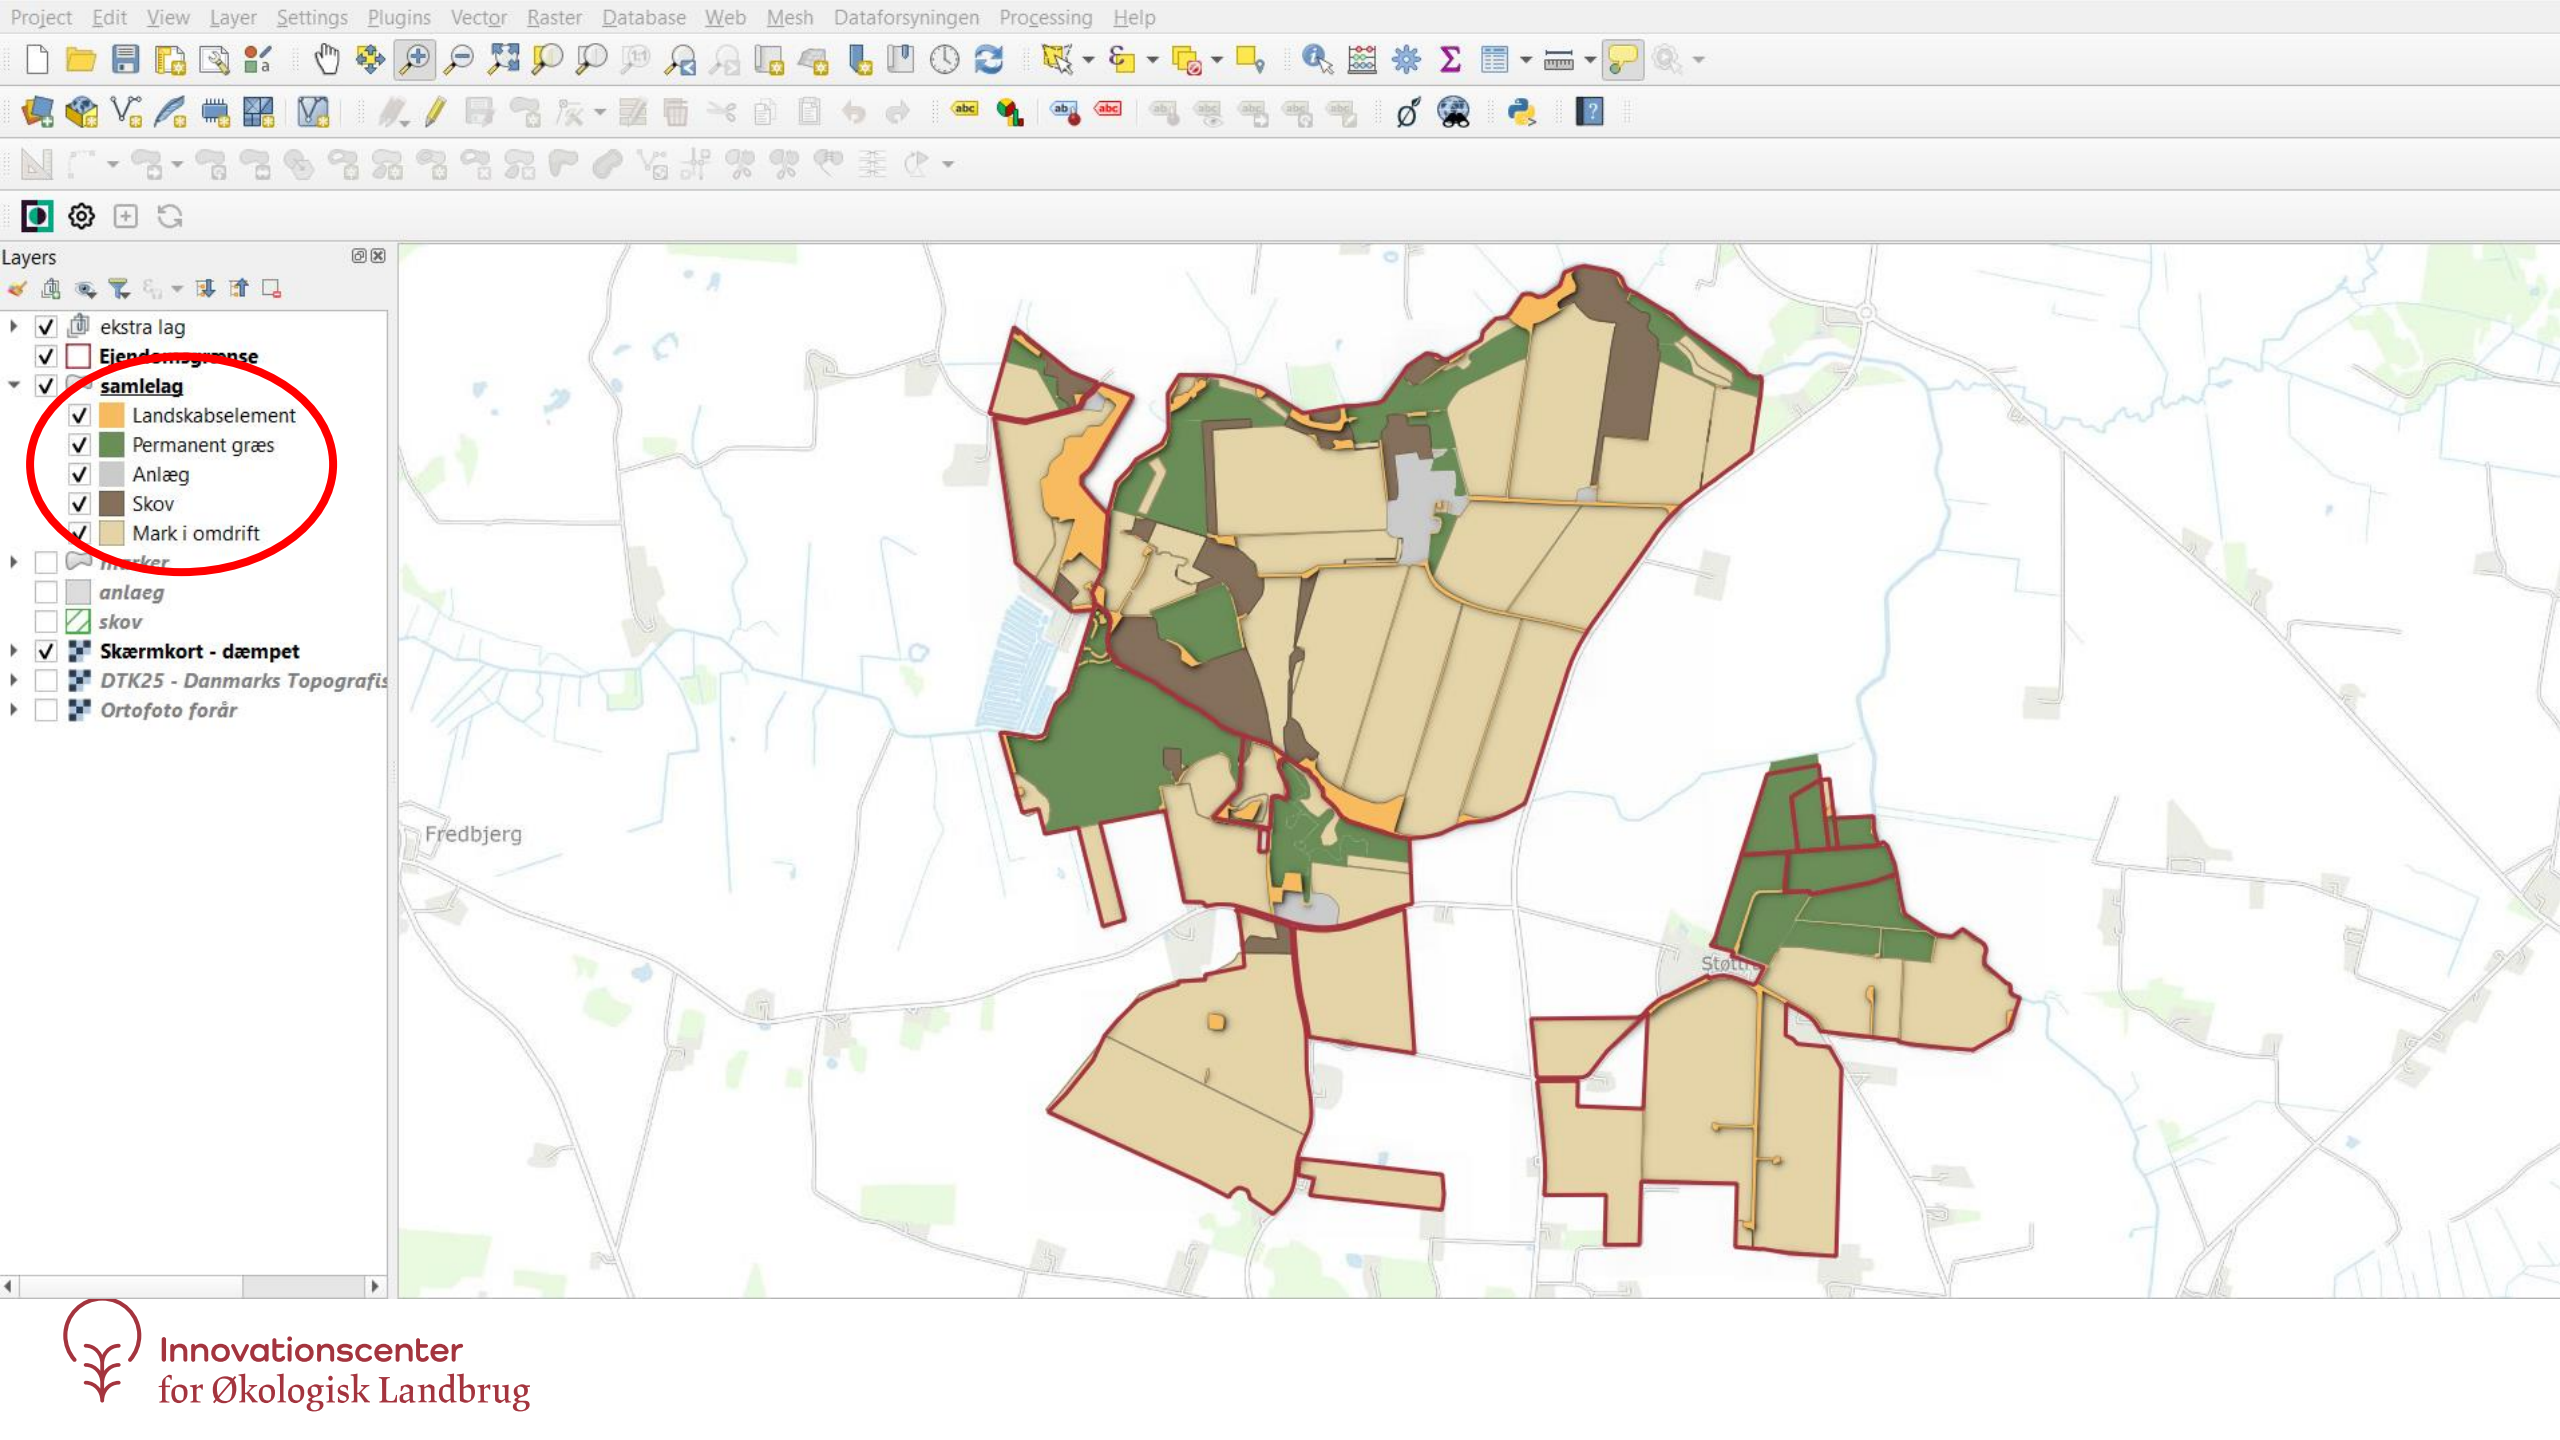 Project Edit View Layer Settings Plugins Vector Raster Database Web Mesh Dataforsyningen Processing Help
Layers
ekstra lag
Ejendomsgrænse
samlelag
Landskabselement
Permanent græs
Anlæg
Skov
Mark i omdrift
marker
anlaeg
skov
Skærmkort - dæmpet
DTK25 - Danmarks Topografis
Ortofoto forår
Fredbjerg
Innovationscenter
for Økologisk Landbrug